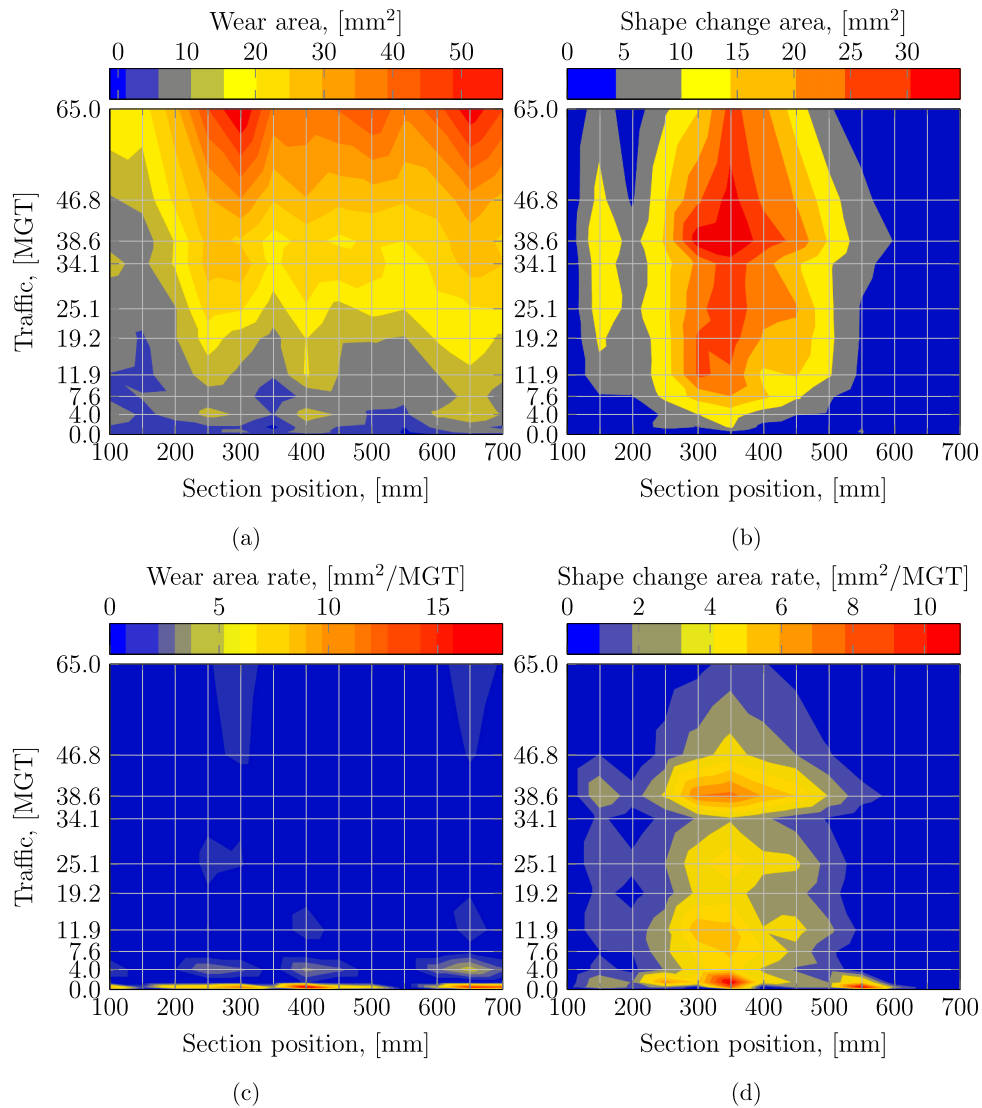 Wear area, [mm²]
0 10 20 30 40 50
Shape change area, [mm²]
0 5 10 15 20 25 30
Traffic, [MGT]
65.0
46.8
38.6
34.1
25.1
19.2
11.9
7.6
4.0
0.0
100 200 300 400 500 600 700
Section position, [mm]
(a)
65.0
46.8
38.6
34.1
25.1
19.2
11.9
7.6
4.0
0.0
100 200 300 400 500 600 700
Section position, [mm]
(b)
Wear area rate, [mm²/MGT]
0 5 10 15
Shape change area rate, [mm²/MGT]
0 2 4 6 8 10
Traffic, [MGT]
65.0
46.8
38.6
34.1
25.1
19.2
11.9
7.6
4.0
0.0
100 200 300 400 500 600 700
Section position, [mm]
(c)
65.0
46.8
38.6
34.1
25.1
19.2
11.9
7.6
4.0
0.0
100 200 300 400 500 600 700
Section position, [mm]
(d)